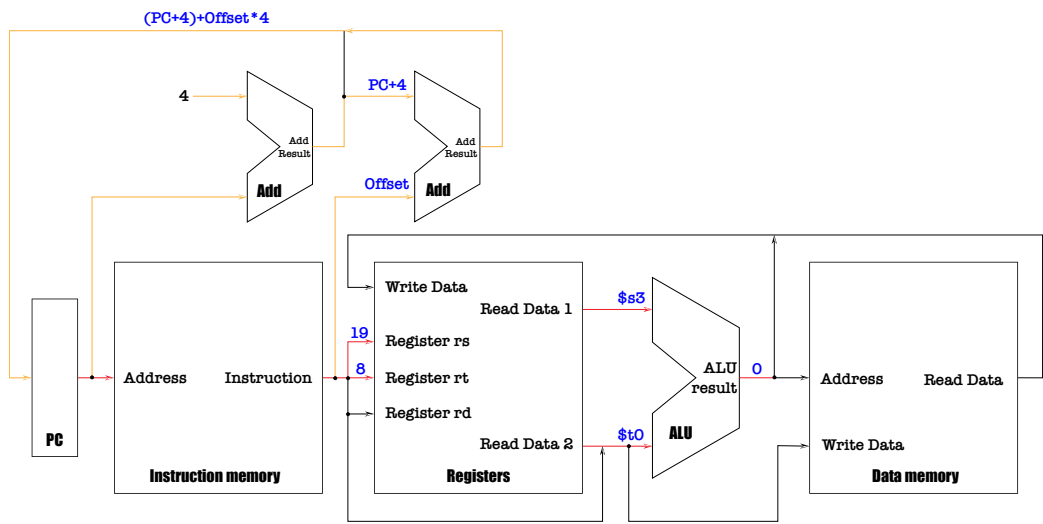 (PC+4)+Offset*4
4
PC+4
Add
Result
Add
Result
Add
Offset
Add
Write Data
Read Data 1
$s3
19
Register rs
Address
Instruction
8
Register rt
ALU
result
0
Address
Read Data
Register rd
PC
Read Data 2
$t0
ALU
Write Data
Instruction memory
Registers
Data memory